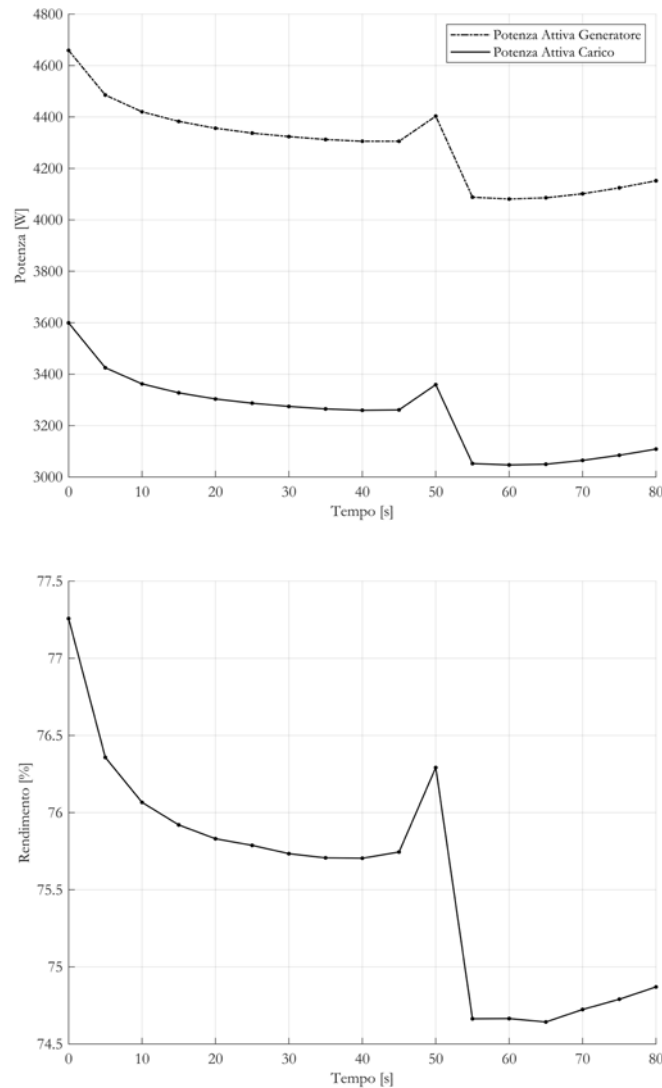 4800
Potenza Attiva Generatore
Potenza Attiva Carico
4600
4400
4200
4000
3800
3600
3400
3200
3000
Potenza [W]
0 10 20 30 40 50 60 70 80
Tempo [s]
77.5
77
76.5
76
75.5
75
74.5
Rendimento [%]
0 10 20 30 40 50 60 70 80
Tempo [s]